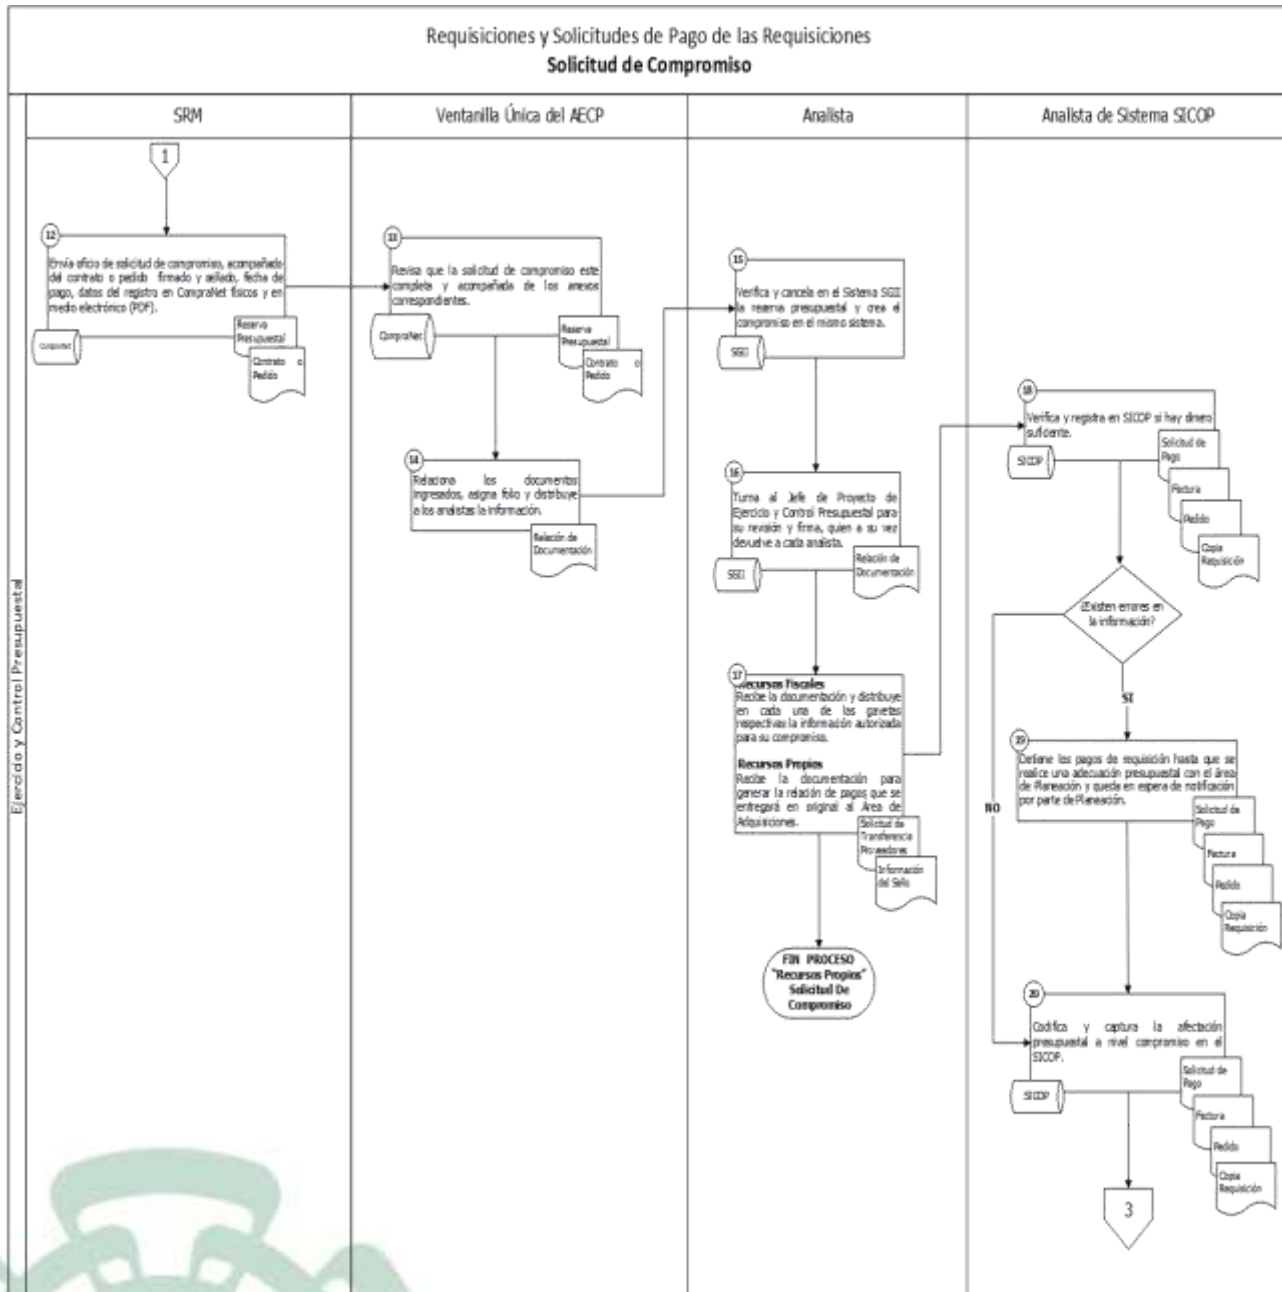 Requisiciones y Solicitudes de Pago de las Requisiciones
Solicitud de Compromiso
Ejercicio y Control Presupuestal
SRM
Ventanilla Única del AECP
Analista
Analista de Sistema SICOP
1
12
Envía oficio de solicitud de compromiso, acompañado
del contrato o pedido firmado y sellado, fecha de
pago, datos del registro en CompraNet físicos y en
medio electrónico (PDF).
CompraNet
Reserva
Presupuestal
Contrato o
Pedido
13
Revisa que la solicitud de compromiso este
completa y acompañada de los anexos
correspondientes.
CompraNet
Reserva
Presupuestal
Contrato o
Pedido
14
Relaciona los documentos
ingresados, asigna folio y distribuye
a los analistas la información.
Relación de
Documentación
15
Verifica y cancela en el Sistema SGII
la reserva presupuestal y crea el
compromiso en el mismo sistema.
SGII
16
Turna al Jefe de Proyecto de
Ejercicio y Control Presupuestal para
su revisión y firma, quien a su vez
devuelve a cada analista.
SGII
Relación de
Documentación
17
Recursos Fiscales
Recibe la documentación y distribuye
en cada una de las gavetas
respectivas la información autorizada
para su compromiso.
Recursos Propios
Recibe la documentación para
generar la relación de pagos que se
entregará en original al Área de
Adquisiciones.
Solicitud de
Transferencia
Proveedores
Información
del Sello
FIN PROCESO
"Recursos Propios"
Solicitud De
Compromiso
18
Verifica y registra en SICOP si hay dinero
suficiente.
SICOP
Solicitud de
Pago
Factura
Pedido
Copia
Requisición
¿Existen errores en
la información?
SI
NO
19
Detiene los pagos de requisición hasta que se
realice una adecuación presupuestal con el área
de Planeación y queda en espera de notificación
por parte de Planeación.
Solicitud de
Pago
Factura
Pedido
Copia
Requisición
20
Codifica y captura la afectación
presupuestal a nivel compromiso en el
SICOP.
SICOP
Solicitud de
Pago
Factura
Pedido
Copia
Requisición
3